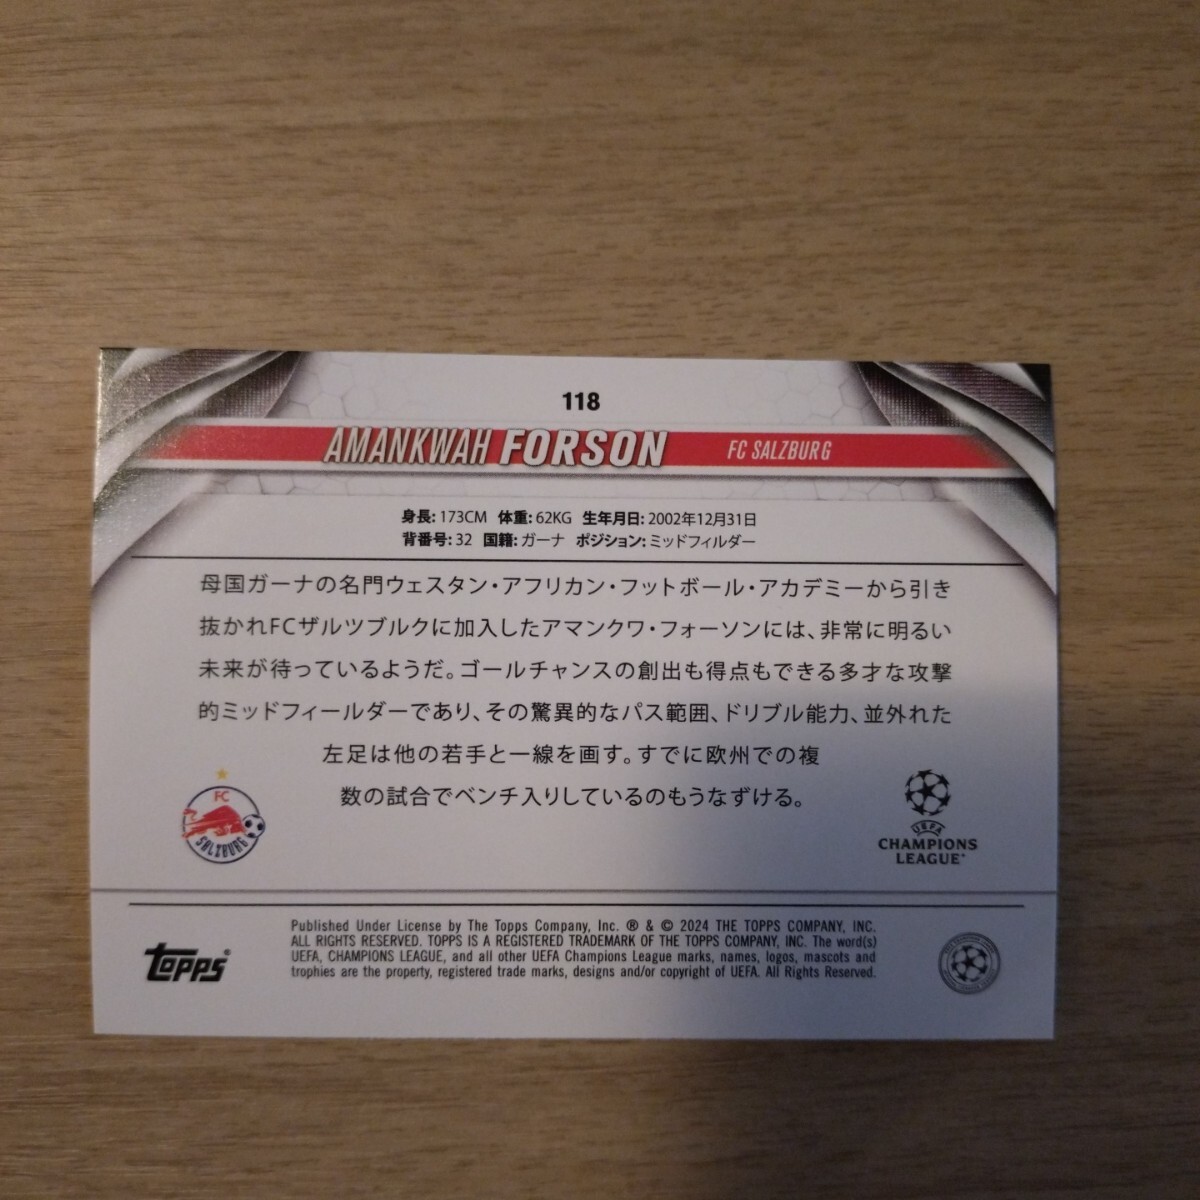 118
AMANKWAH FORSON FC SALZBURG
身長: 173CM 体重: 62KG 生年月日: 2002年12月31日
背番号: 32 国籍: ガーナ ポジション: ミッドフィルダー
母国ガーナの名門ウェスタン・アフリカン・フットボール・アカデミーから引き
抜かれFCザルツブルクに加入したアマンクワ・フォーソンには、非常に明るい
未来が待っているようだ。ゴールチャンスの創出も得点もできる多才な攻撃
的ミッドフィールダーであり、その驚異的なパス範囲、ドリブル能力、並外れた
左足は他の若手と一線を画す。すでに欧州での複
数の試合でベンチ入りしているのもうなずける。
FC
SALZBURG
UEFA
CHAMPIONS
LEAGUE
Published Under License by The Topps Company, Inc. ® & © 2024 THE TOPPS COMPANY, INC.
ALL RIGHTS RESERVED. TOPPS IS A REGISTERED TRADEMARK OF THE TOPPS COMPANY, INC. The word(s)
UEFA, CHAMPIONS LEAGUE, and all other UEFA Champions League marks, names, logos, mascots and
trophies are the property, registered trade marks, designs and/or copyright of UEFA. All Rights Reserved.
Topps®